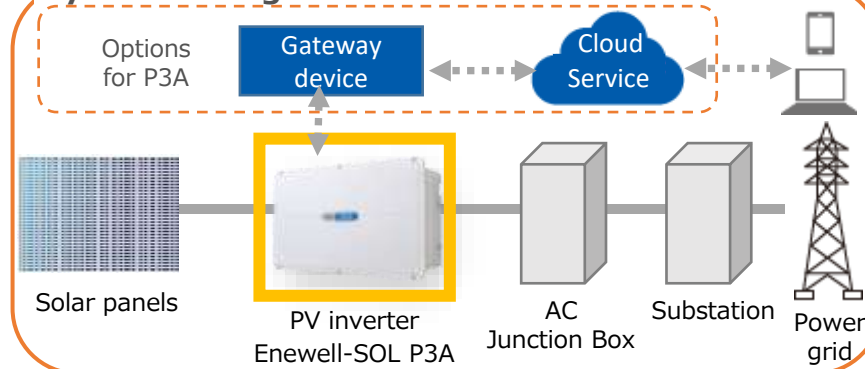 Options
for P3A
Gateway
device
Cloud
Service
Solar panels
PV inverter
Enewell-SOL P3A
AC
Junction Box
Substation
Power
grid